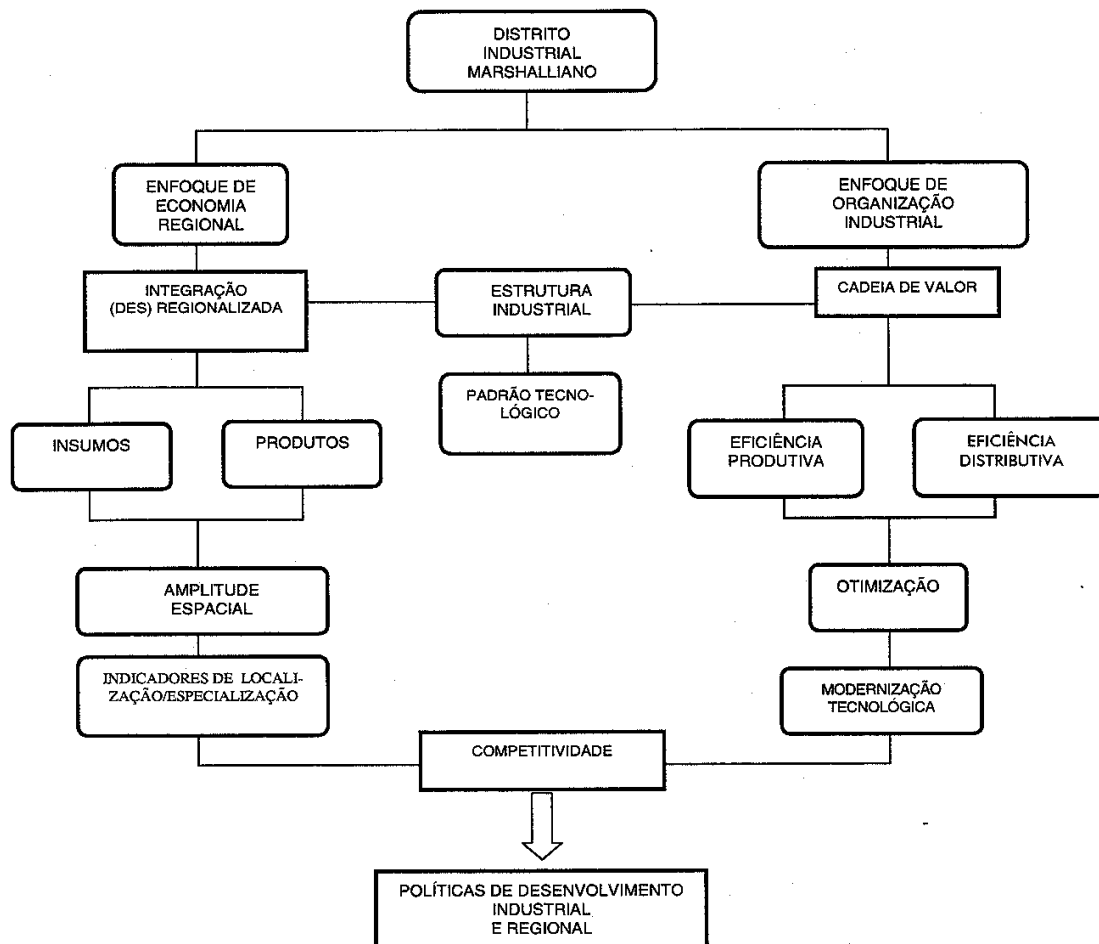 DISTRITO
INDUSTRIAL
MARSHALLIANO
ENFOQUE DE
ECONOMIA
REGIONAL
ENFOQUE DE
ORGANIZAÇÃO
INDUSTRIAL
INTEGRAÇÃO
(DES) REGIONALIZADA
ESTRUTURA
INDUSTRIAL
CADEIA DE VALOR
PADRÃO TECNO-
LÓGICO
INSUMOS
PRODUTOS
EFICIÊNCIA
PRODUTIVA
EFICIÊNCIA
DISTRIBUTIVA
AMPLITUDE
ESPACIAL
OTIMIZAÇÃO
INDICADORES DE LOCALI-
ZAÇÃO/ESPECIALIZAÇÃO
MODERNIZAÇÃO
TECNOLÓGICA
COMPETITIVIDADE
POLÍTICAS DE DESENVOLVIMENTO
INDUSTRIAL
E REGIONAL